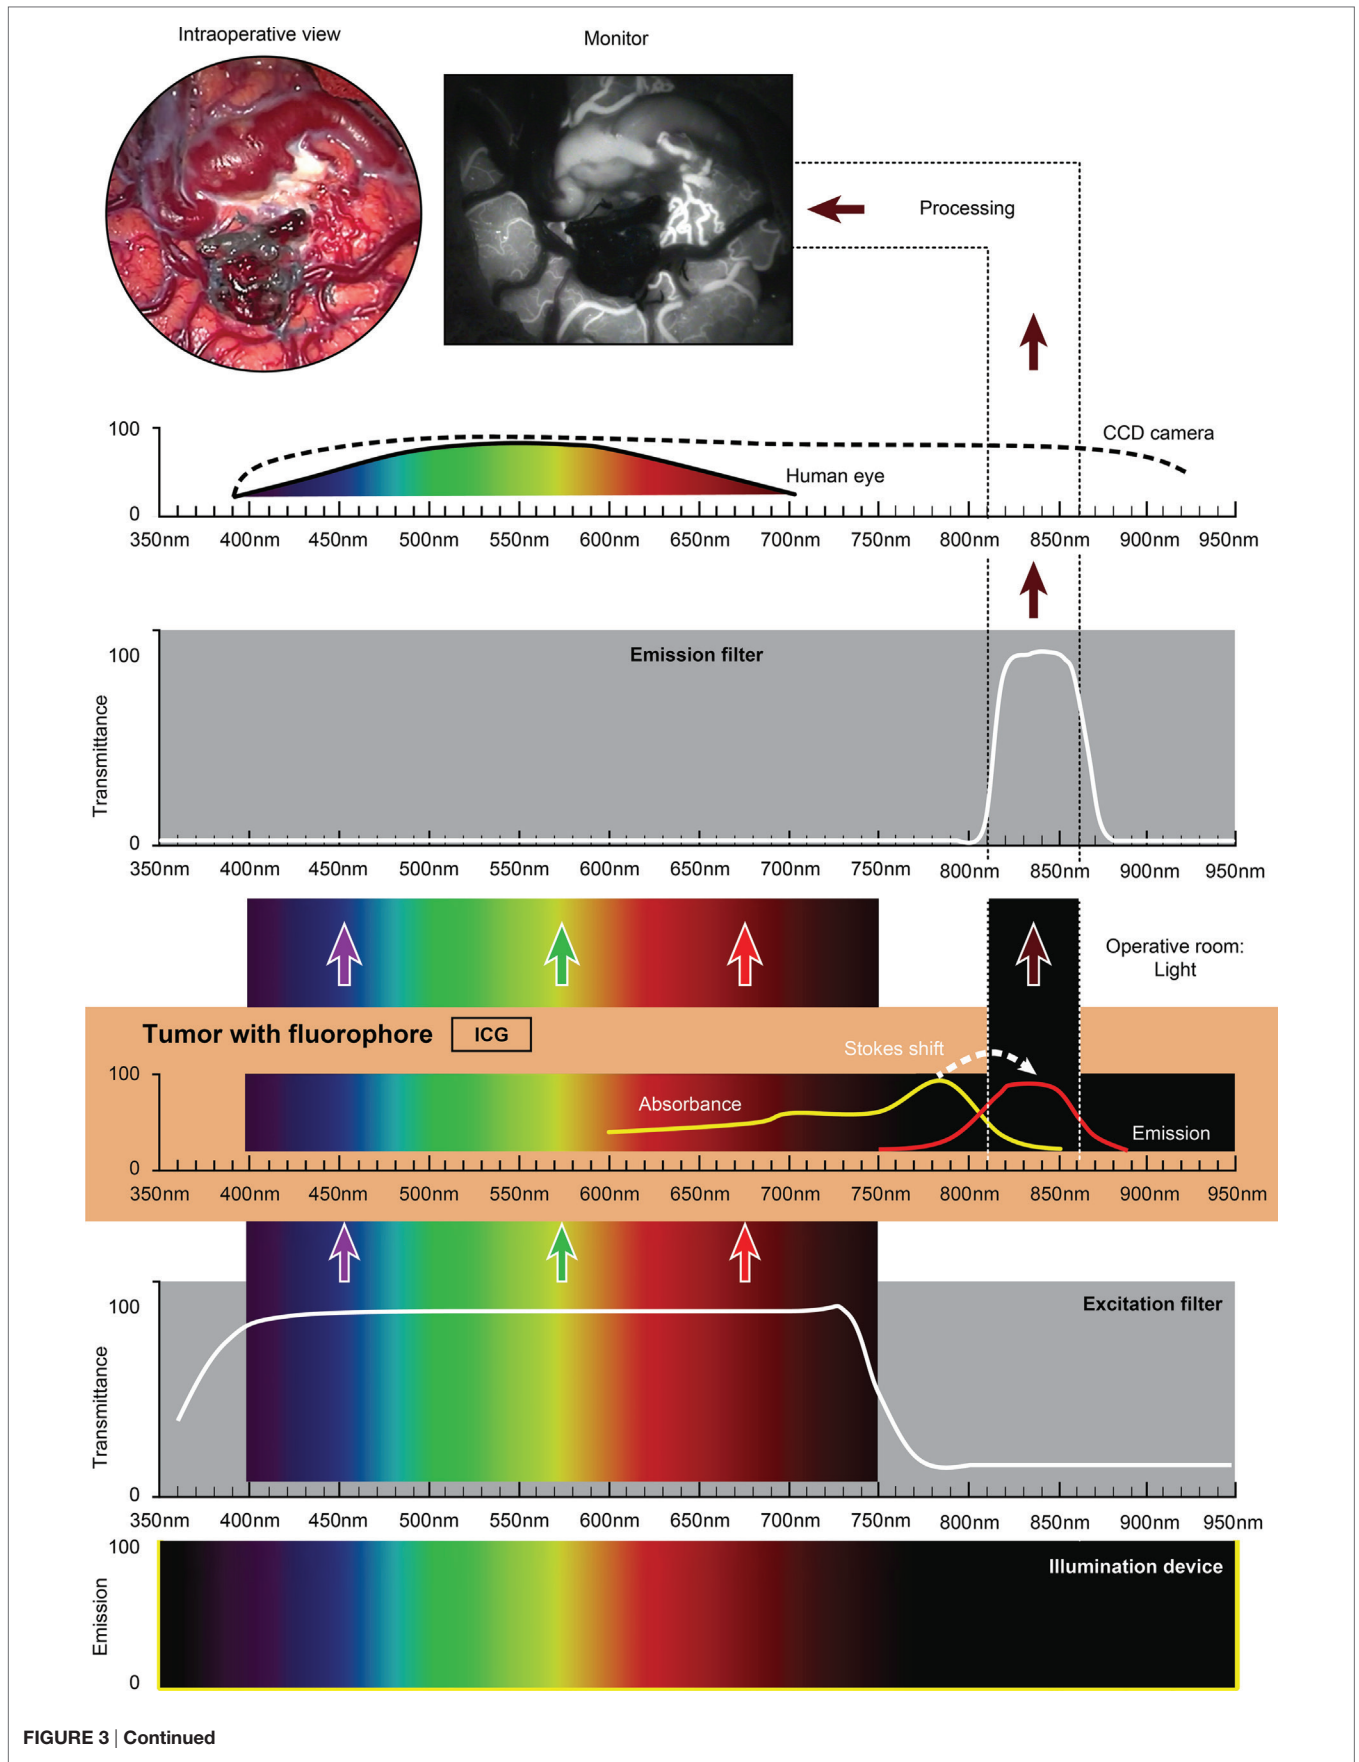 Intraoperative view
Monitor
Processing
100
CCD camera
Human eye
0
350nm 400nm 450nm 500nm 550nm 600nm 650nm 700nm 750nm 800nm 850nm 900nm 950nm
Emission filter
100
Transmittance
0
350nm 400nm 450nm 500nm 550nm 600nm 650nm 700nm 750nm 800nm 850nm 900nm 950nm
Operative room:
Light
Tumor with fluorophore ICG
Stokes shift
100
Absorbance
Emission
0
350nm 400nm 450nm 500nm 550nm 600nm 650nm 700nm 750nm 800nm 850nm 900nm 950nm
100
Excitation filter
Transmittance
0
350nm 400nm 450nm 500nm 550nm 600nm 650nm 700nm 750nm 800nm 850nm 900nm 950nm
100
Illumination device
Emission
0
FIGURE 3 | Continued